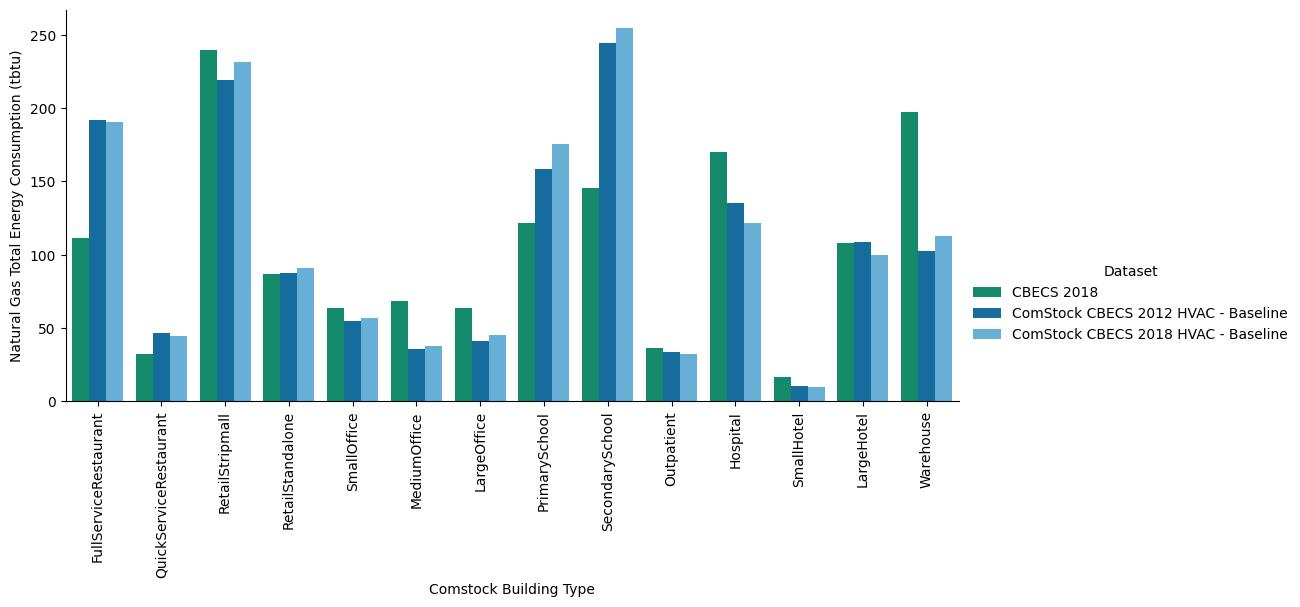 Natural Gas Total Energy Consumption (tbtu)
250
200
150
100
50
0
FullServiceRestaurant
QuickServiceRestaurant
RetailStripmall
RetailStandalone
SmallOffice
MediumOffice
LargeOffice
PrimarySchool
SecondarySchool
Outpatient
Hospital
SmallHotel
LargeHotel
Warehouse
Comstock Building Type
Dataset
CBECS 2018
ComStock CBECS 2012 HVAC - Baseline
ComStock CBECS 2018 HVAC - Baseline